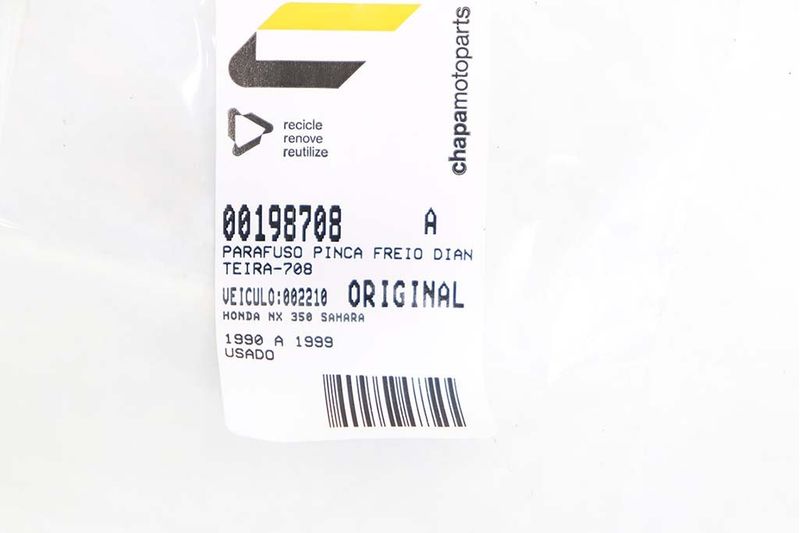 chapamotoparts
recicle
renove
reutilize
00198708 A
PARAFUSO PINCA FREIO DIAN
TEIRA-708
VEICULO:002210 ORIGINAL
HONDA NX 350 SAHARA
1990 A 1999
USADO